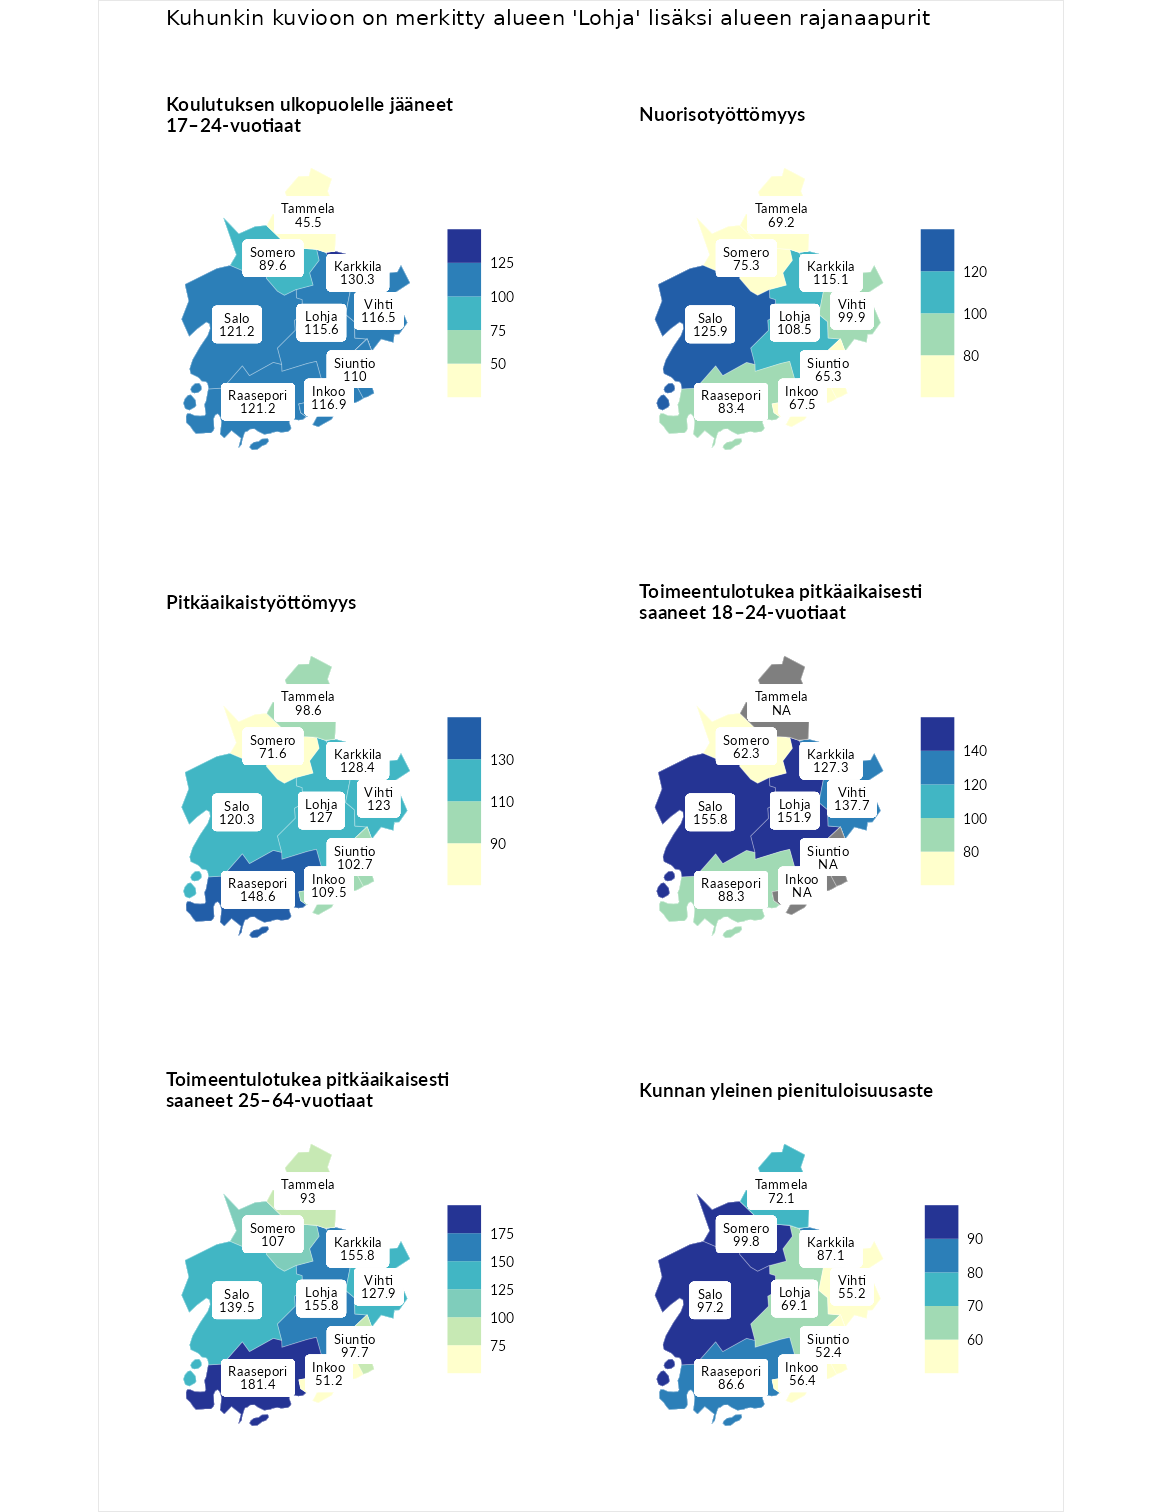 Kuhunkin kuvioon on merkitty alueen 'Lohja' lisäksi alueen rajanaapurit
Koulutuksen ulkopuolelle jääneet
17–24-vuotiaat
Tammela
45.5
Somero
89.6
Karkkila
130.3
Vihti
116.5
Salo
121.2
Lohja
115.6
Siuntio
110
Raasepori
121.2
Inkoo
116.9
125
100
75
50
Nuorisotyöttömyys
Tammela
69.2
Somero
75.3
Karkkila
115.1
Vihti
99.9
Salo
125.9
Lohja
108.5
Siuntio
65.3
Raasepori
83.4
Inkoo
67.5
120
100
80
Pitkäaikaistyöttömyys
Tammela
98.6
Somero
71.6
Karkkila
128.4
Vihti
123
Salo
120.3
Lohja
127
Siuntio
102.7
Raasepori
148.6
Inkoo
109.5
130
110
90
Toimeentulotukea pitkäaikaisesti
saaneet 18–24-vuotiaat
Tammela
NA
Somero
62.3
Karkkila
127.3
Vihti
137.7
Salo
155.8
Lohja
151.9
Siuntio
NA
Raasepori
88.3
Inkoo
NA
140
120
100
80
Toimeentulotukea pitkäaikaisesti
saaneet 25–64-vuotiaat
Tammela
93
Somero
107
Karkkila
155.8
Vihti
127.9
Salo
139.5
Lohja
155.8
Siuntio
97.7
Raasepori
181.4
Inkoo
51.2
175
150
125
100
75
Kunnan yleinen pienituloisuusaste
Tammela
72.1
Somero
99.8
Karkkila
87.1
Vihti
55.2
Salo
97.2
Lohja
69.1
Siuntio
52.4
Raasepori
86.6
Inkoo
56.4
90
80
70
60